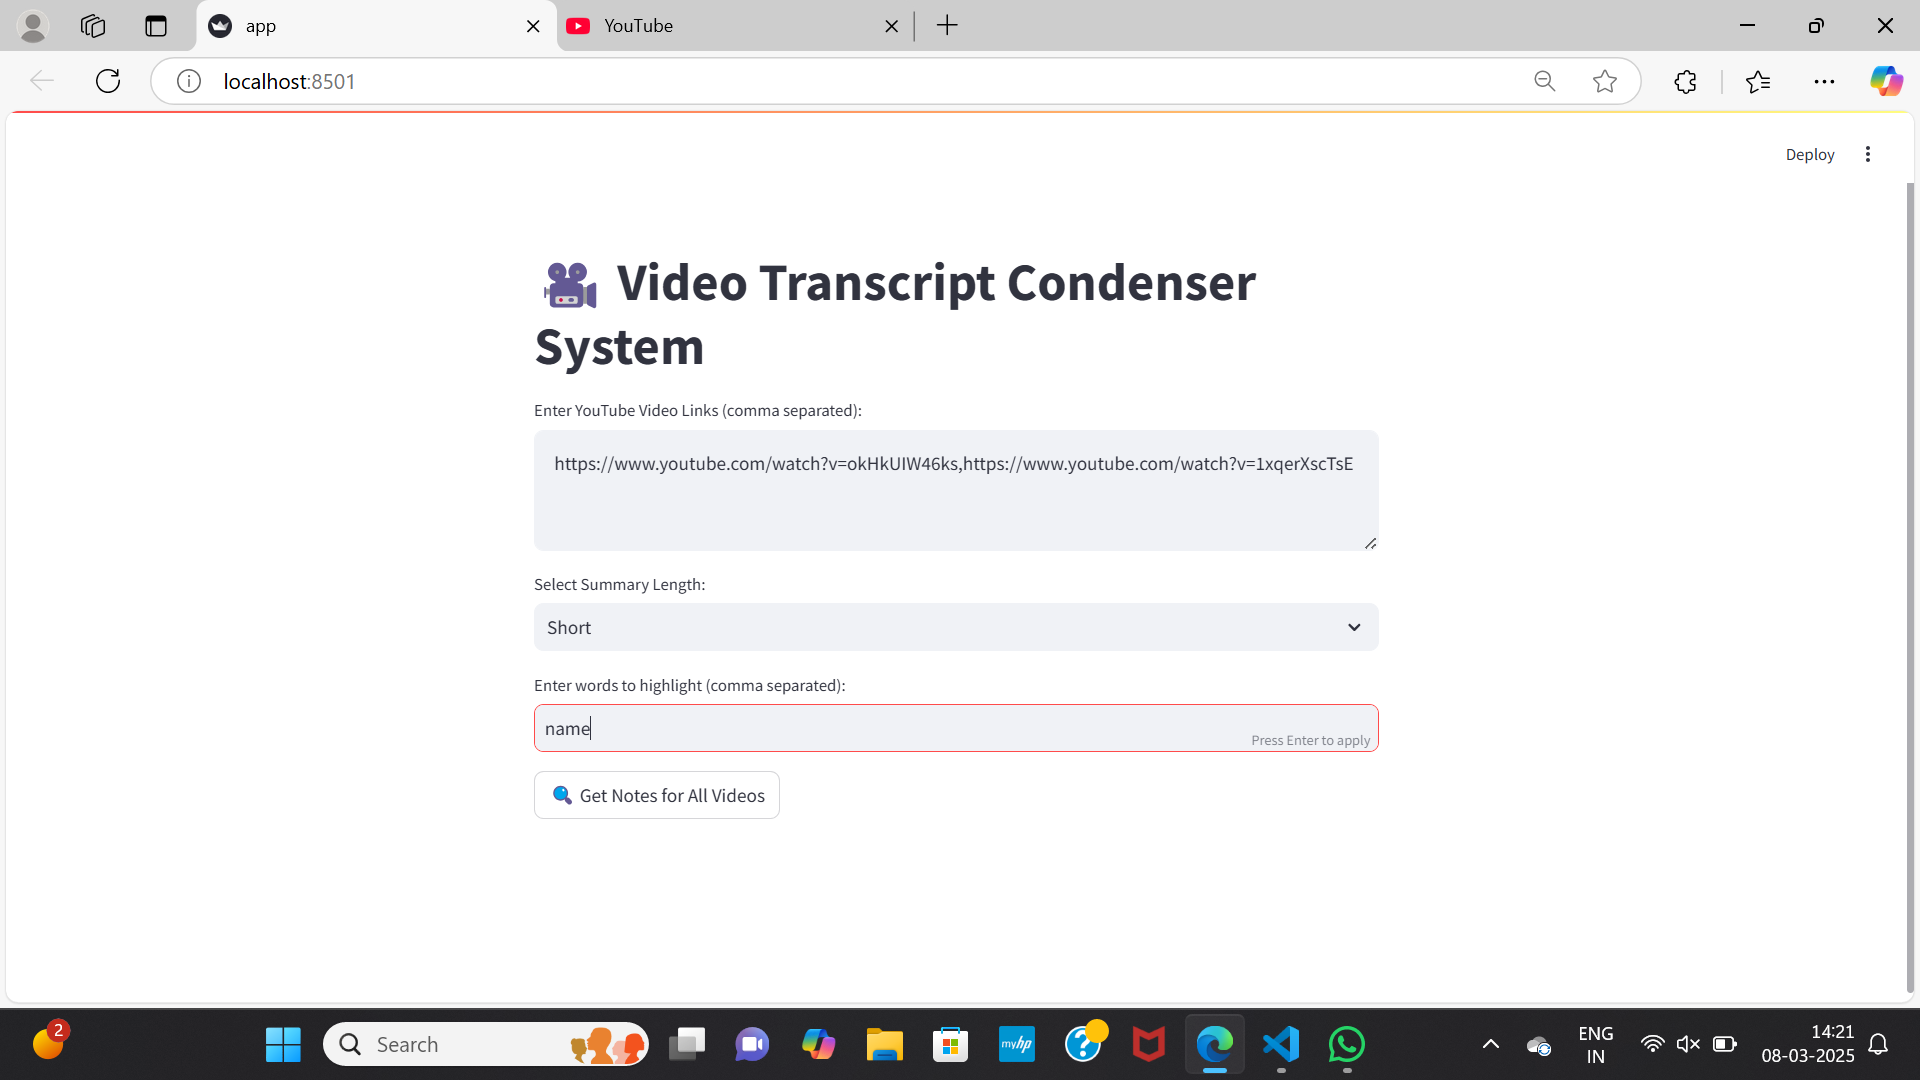 app
YouTube
localhost:8501
Deploy
Video Transcript Condenser
System
Enter YouTube Video Links (comma separated):
https://www.youtube.com/watch?v=okHkUIW46ks,https://www.youtube.com/watch?v=1xqerXscTsE
Select Summary Length:
Short
Enter words to highlight (comma separated):
name
Press Enter to apply
Get Notes for All Videos
2
Search
myhp
?
ENG
IN
14:21
08-03-2025